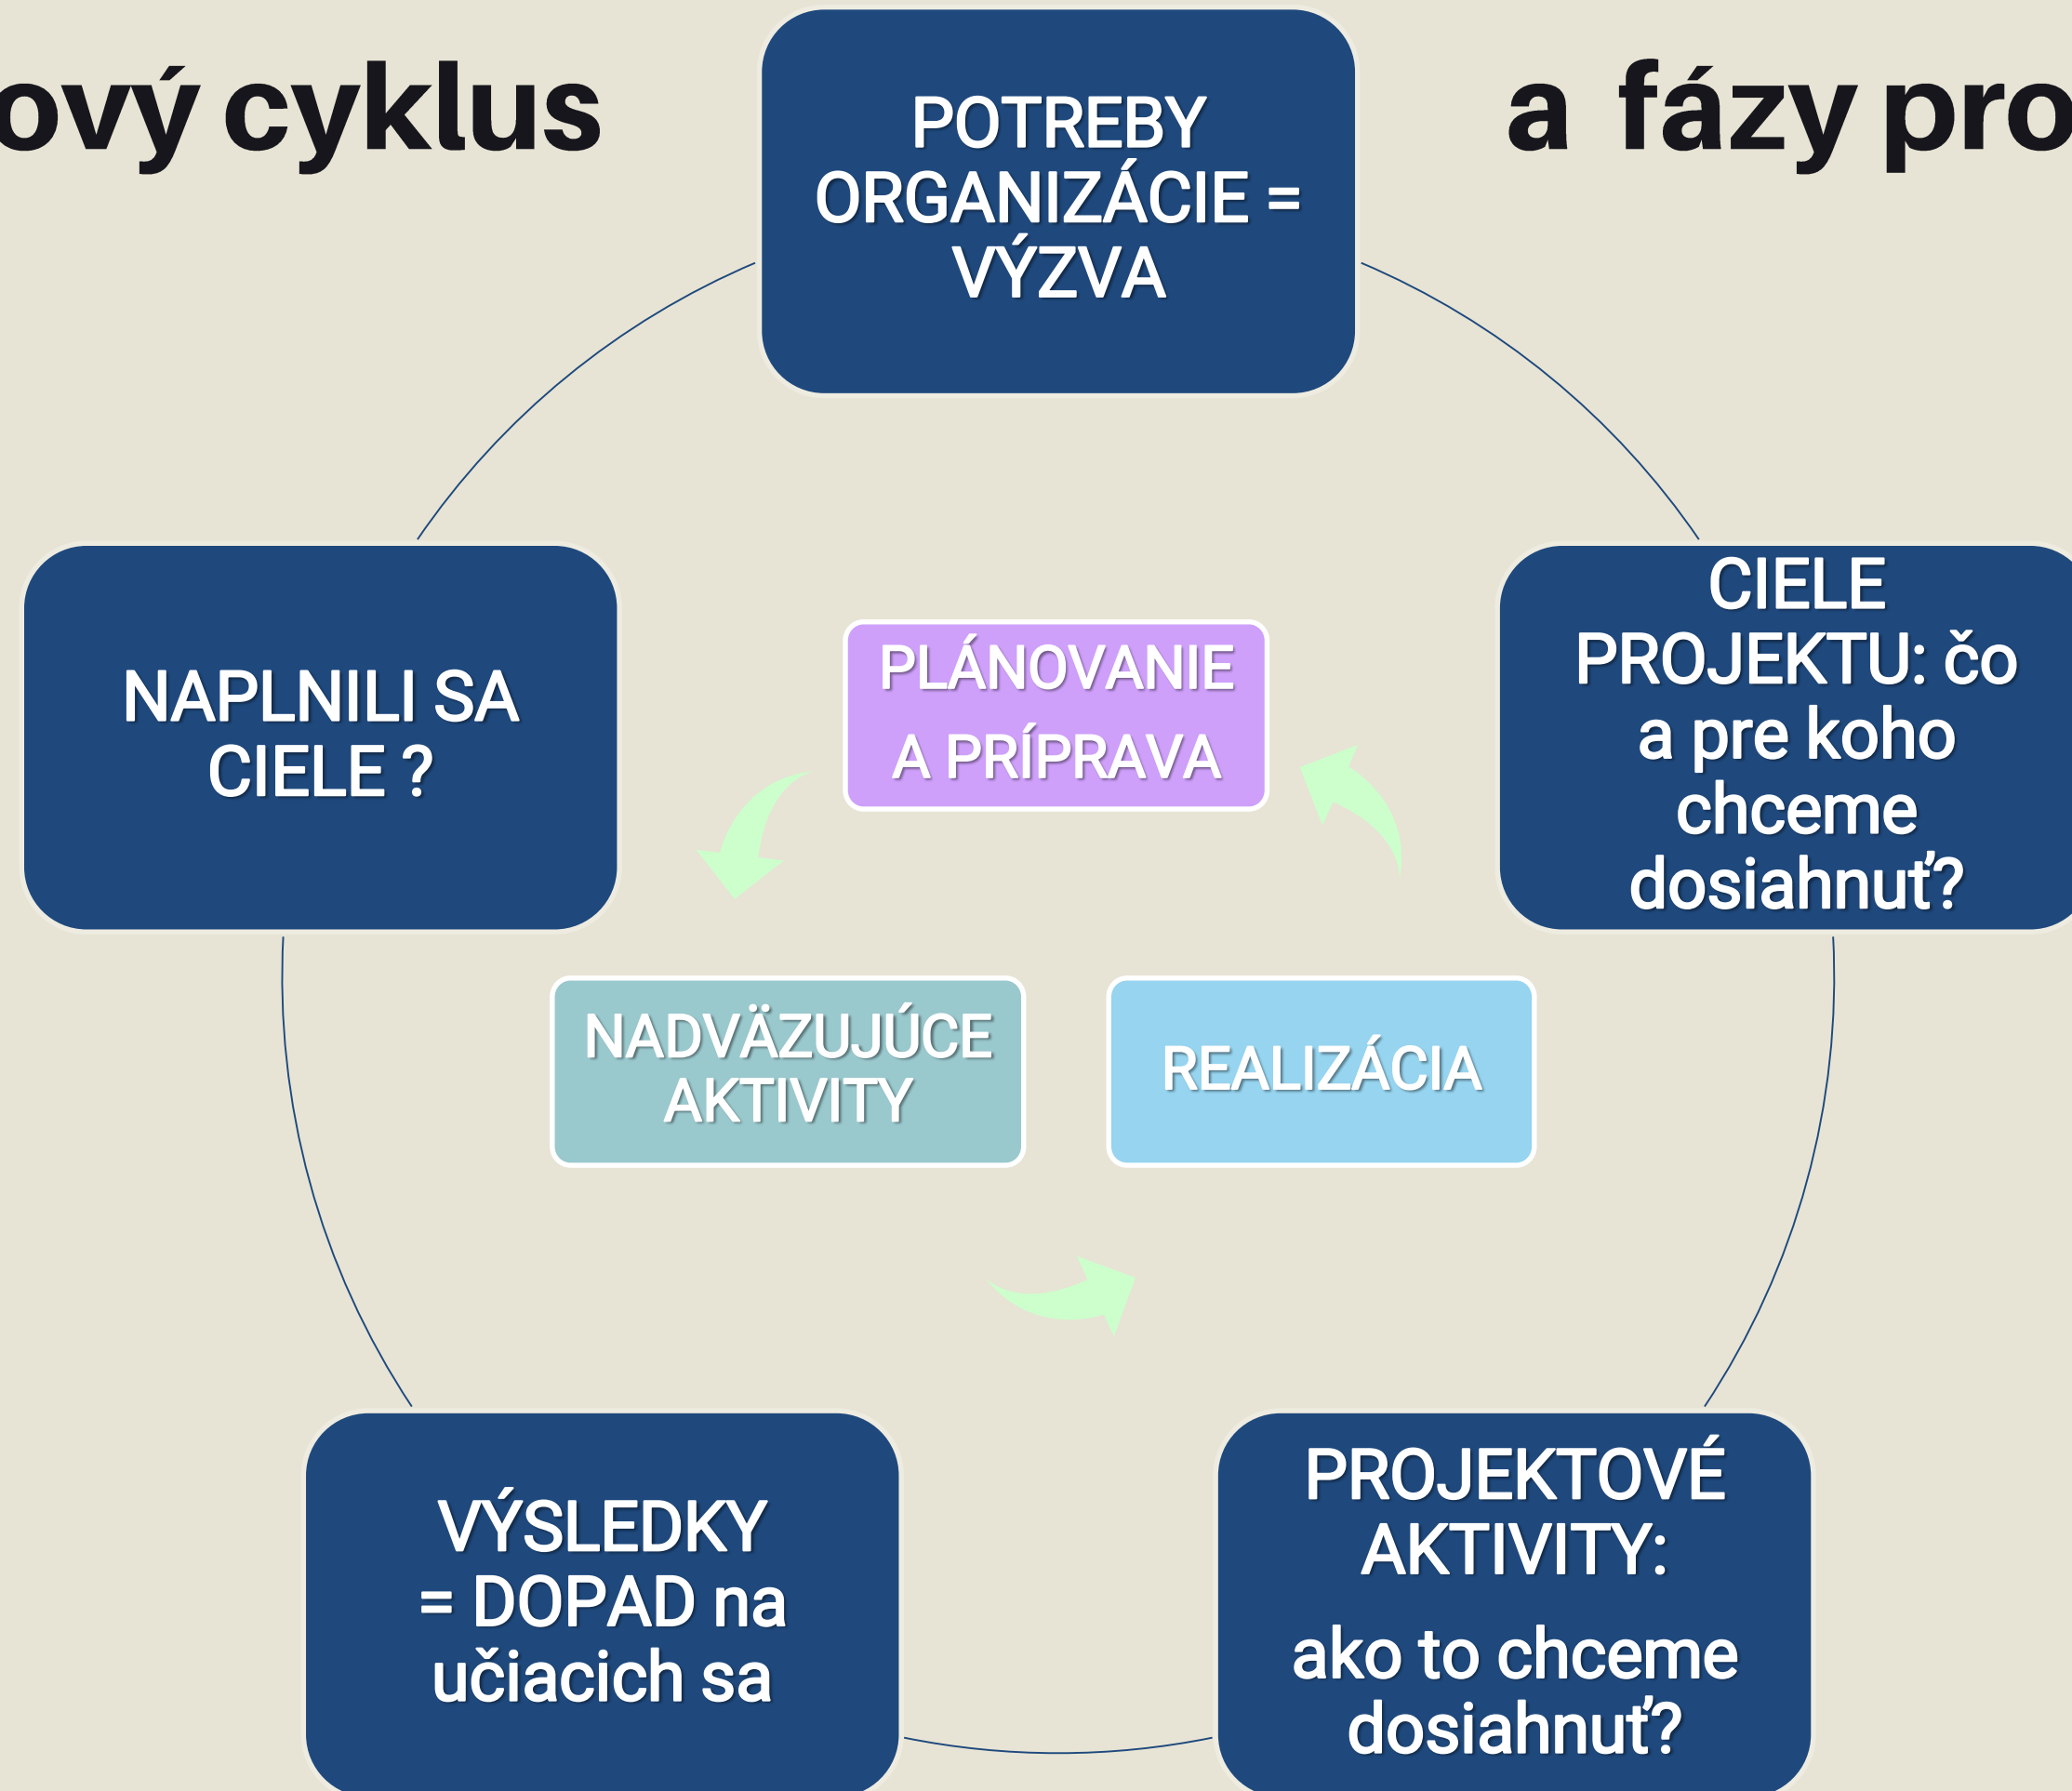 ový cyklus
a fázy pro
POTREBY
ORGANIZÁCIE =
VÝZVA
NAPLNILI SA
CIELE ?
PLÁNOVANIE
A PRÍPRAVA
CIELE
PROJEKTU: čo
a pre koho
chceme
dosiahnuť?
NADVÄZUJÚCE
AKTIVITY
REALIZÁCIA
VÝSLEDKY
= DOPAD na
učiacich sa
PROJEKTOVÉ
AKTIVITY:
ako to chceme
dosiahnuť?